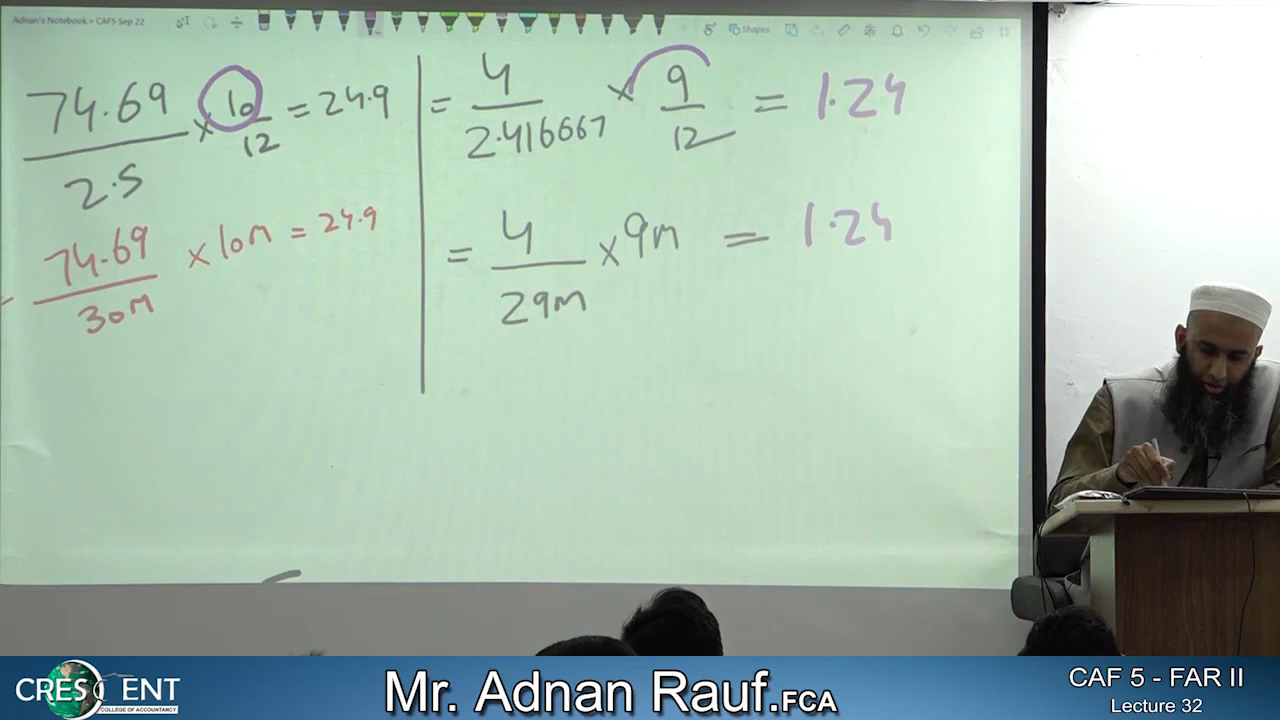 Adnan's Notebook » CAF5 Sep 22
Shapes
74.69/2.5 × 10/12 = 24.9
74.69/30m × 10m = 24.9
= 4/2.416667 × 9/12 = 1.24
= 4/29m × 9m = 1.24
CRESCENT
COLLEGE OF ACCOUNTANCY
Mr. Adnan Rauf.FCA
CAF 5 - FAR II
Lecture 32